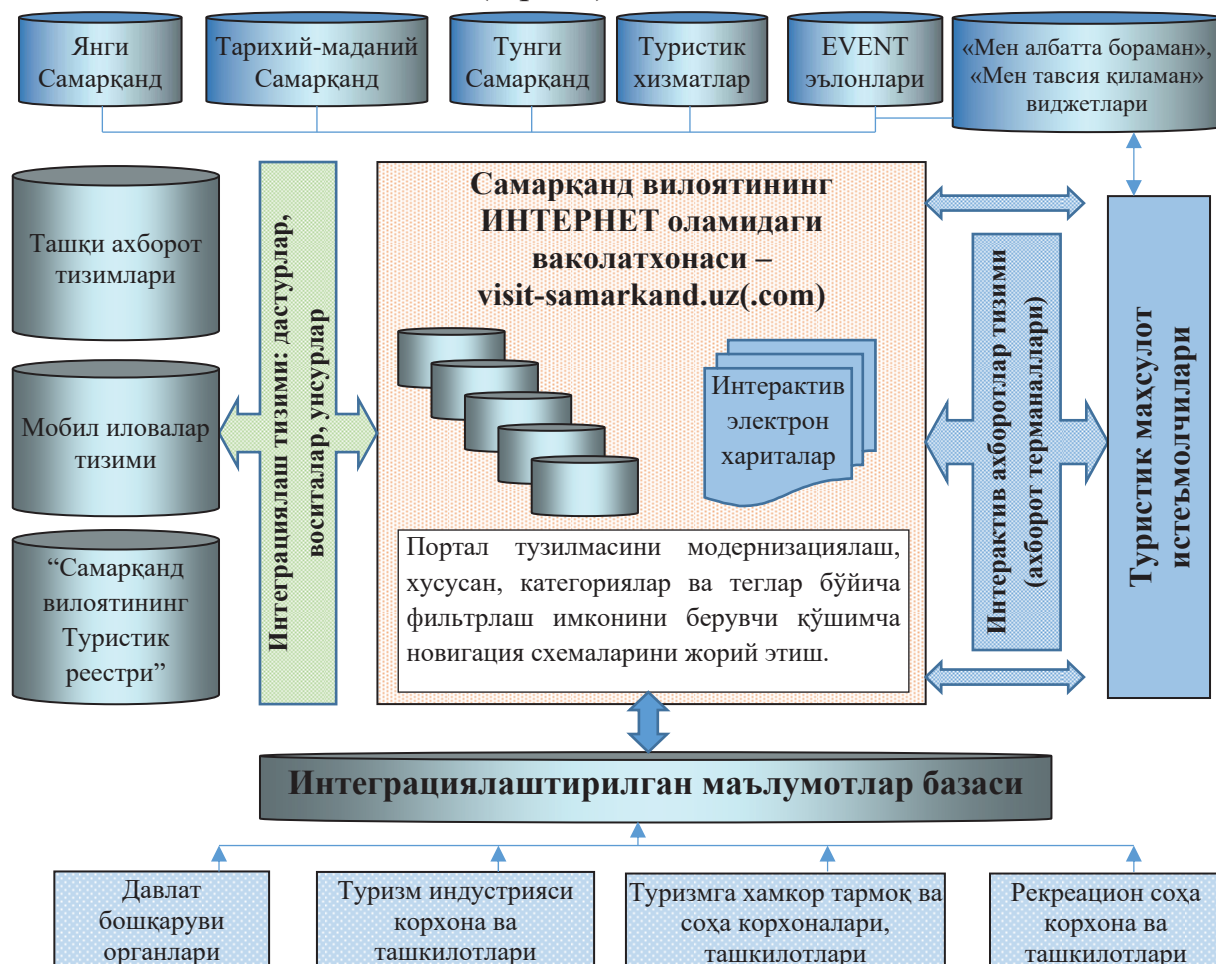 Янги
Самарқанд
Тарихий-маданий
Самарқанд
Тунги
Самарқанд
Туристик
хизматлар
EVENT
эълонлари
«Мен албатта бораман»,
«Мен тавсия қиламан»
виджетлари
Ташқи ахборот
тизимлари
Мобил иловалар
тизими
“Самарқанд
вилоятининг
Туристик
реестри”
Интеграциялаш тизими: дастурлар,
воситалар, унсурлар
Самарқанд вилоятининг
ИНТЕРНЕТ оламидаги
ваколатхонаси –
visit-samarkand.uz(.com)
Интерактив
электрон
хариталар
Портал тузилмасини модернизациялаш,
хусусан, категориялар ва теглар бўйича
фильтрлаш имконини берувчи қўшимча
новигация схемаларини жорий этиш.
Интерактив ахборотлар тизими
(ахборот терманаллари)
Туристик маҳсулот
истеъмолчилари
Интеграциялаштирилган маълумотлар базаси
Давлат
бошқаруви
органлари
Туризм индустрияси
корхона ва
ташкилотлари
Туризмга хамкор тармоқ ва
соҳа корхоналари,
ташкилотлари
Рекреацион соҳа
корхона ва
ташкилотлари